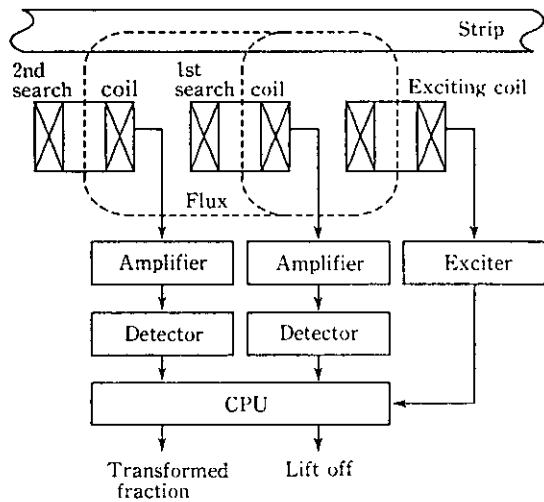 Strip
2nd search coil
1st search coil
Exciting coil
Flux
Amplifier
Amplifier
Exciter
Detector
Detector
CPU
Transformed fraction
Lift off